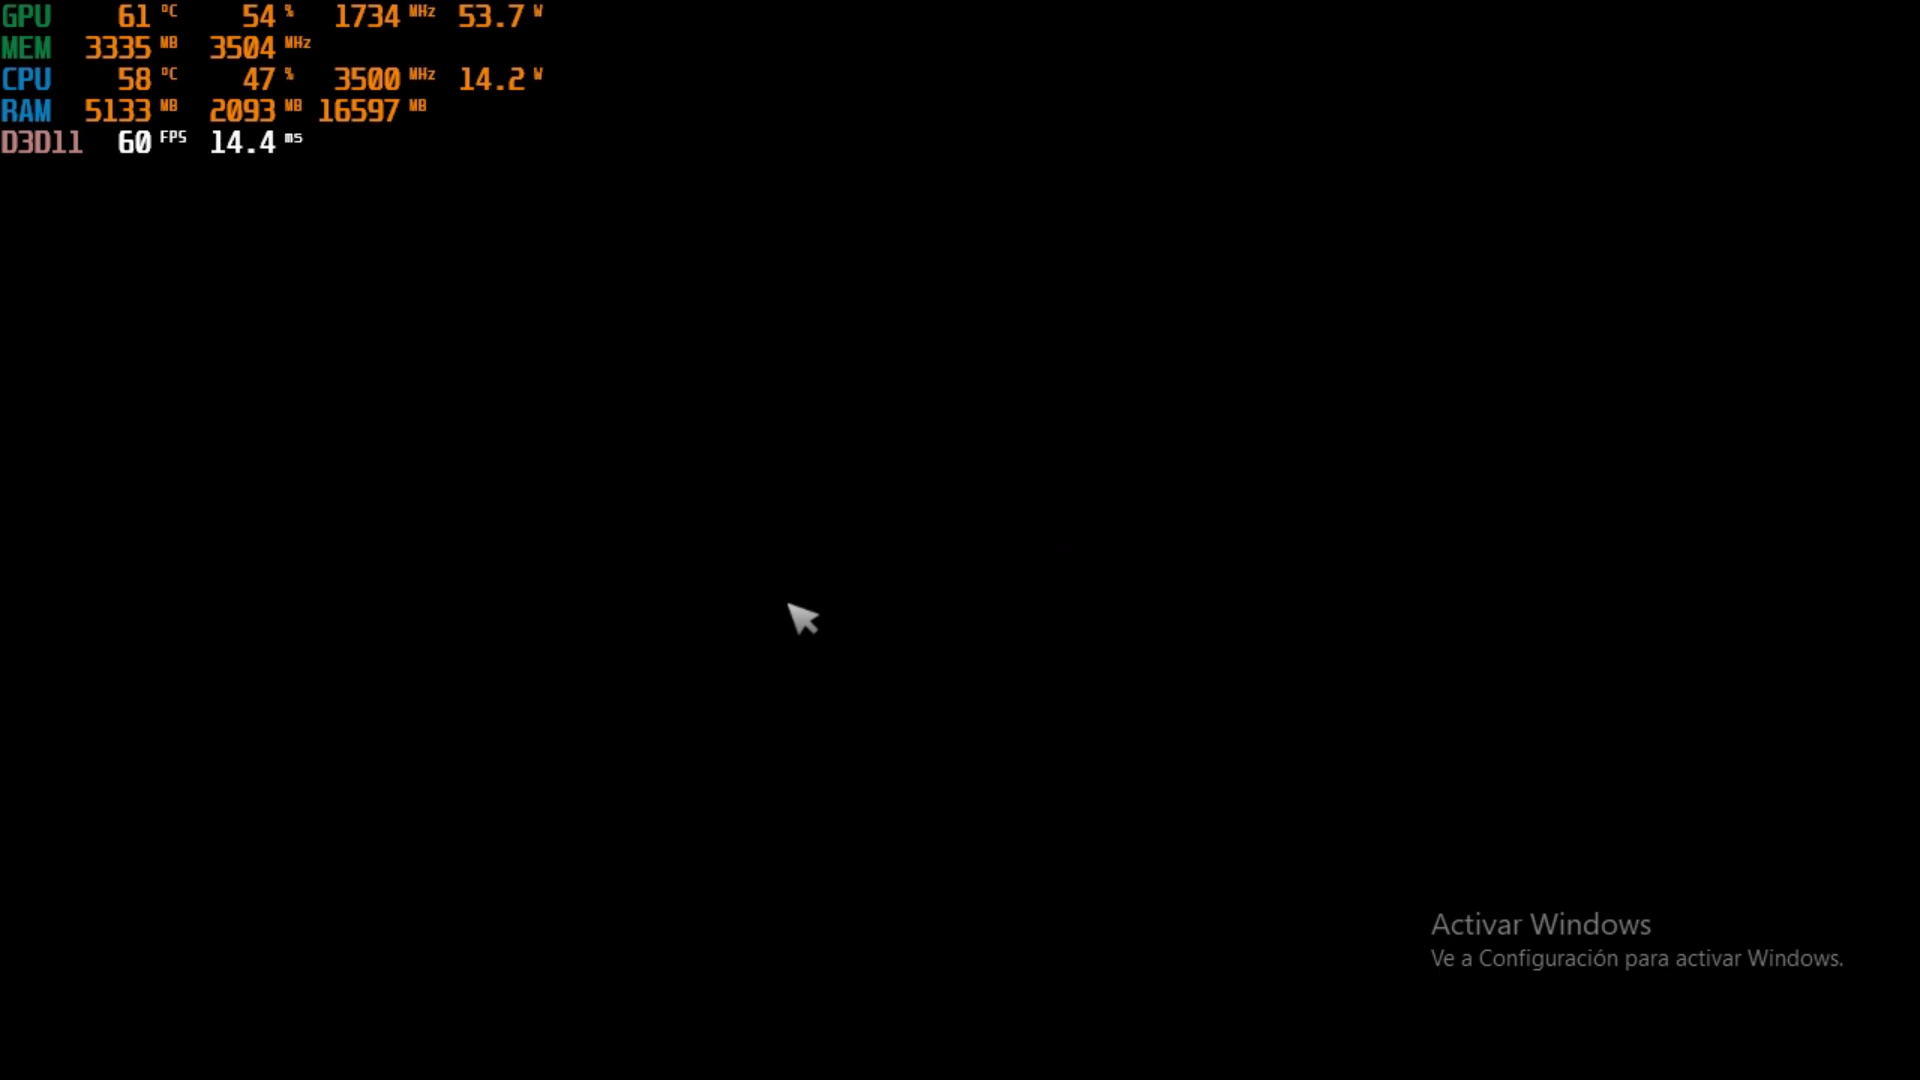 GPU 61 °C 54 % 1734 MHz 53.7 W
MEM 3335 MB 3504 MHz
CPU 58 °C 47 % 3500 MHz 14.2 W
RAM 5133 MB 2093 MB 16597 MB
D3D11 60 FPS 14.4 ms
Activar Windows
Ve a Configuración para activar Windows.